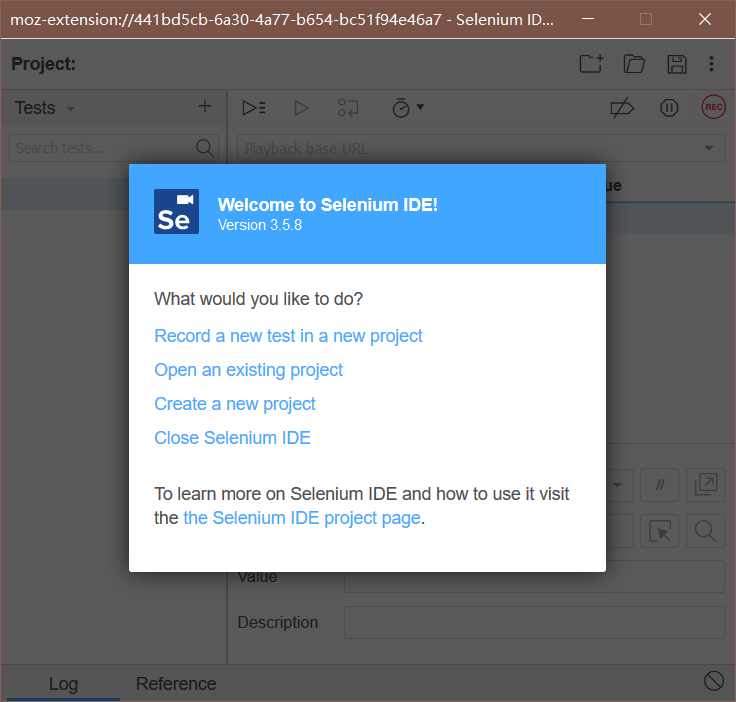 moz-extension://441bd5cb-6a30-4a77-b654-bc51f94e46a7 - Selenium ID...
Project:
Tests
REC
Search tests...
Playback base URL
ue
Se
Welcome to Selenium IDE!
Version 3.5.8
What would you like to do?
Record a new test in a new project
Open an existing project
Create a new project
Close Selenium IDE
//
To learn more on Selenium IDE and how to use it visit
the the Selenium IDE project page.
Value
Description
Log
Reference